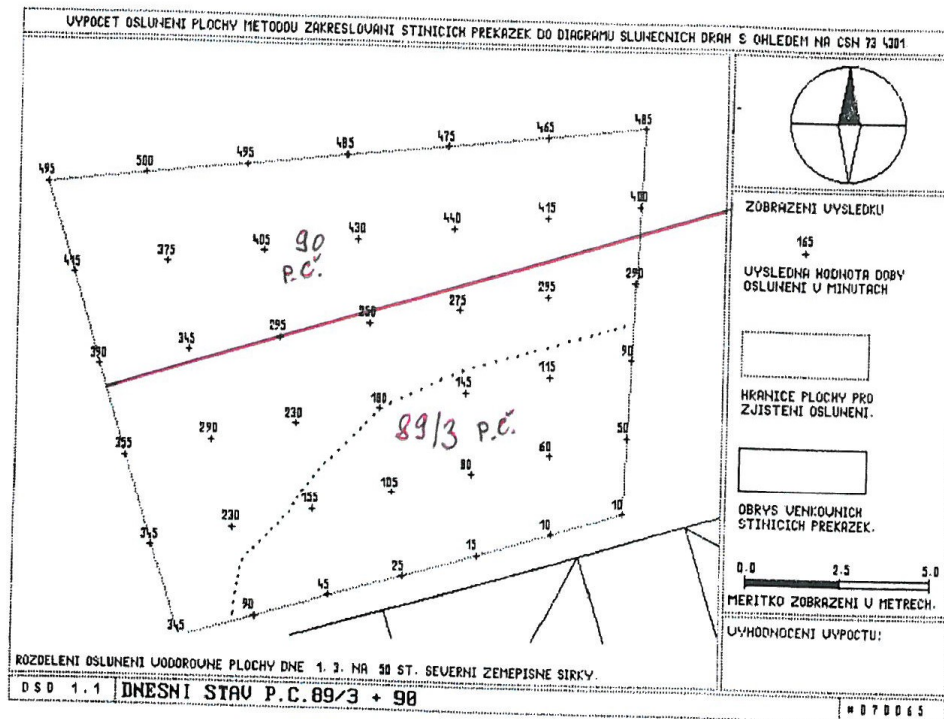 VYPOCET OSLUNENI PLOCHY METODOU ZAKRESLOVANI STINICICH PREKAZEK DO DIAGRAMU SLUNECNICH DRAH S OHLEDEM NA CSN 73 4301
495 500 495 485 475 465 485
415 375 405 430 440 415 400
90
P.Č.
390 345 295 250 275 295 290
355 290 230 180 145 115 90
89/3 P.Č.
345 230 155 105 80 60 50
345 90 45 25 15 10 10
ZOBRAZENI VYSLEDKU
165
VYSLEDNA HODNOTA DOBY
OSLUNENI V MINUTACH
HRANICE PLOCHY PRO
ZJISTENI OSLUNENI.
OBRYS VENKOVNICH
STINICICH PREKAZEK.
0.0 2.5 5.0
MERITKO ZOBRAZENI V METRECH.
VYHODNOCENI VYPOCTU:
ROZDELENI OSLUNENI VODOROVNE PLOCHY DNE 1. 3. NA 50 ST. SEVERNI ZEMEPISNE SIRKY.
DSO 1.1 DNESNI STAV P.C.89/3 + 90
#070065